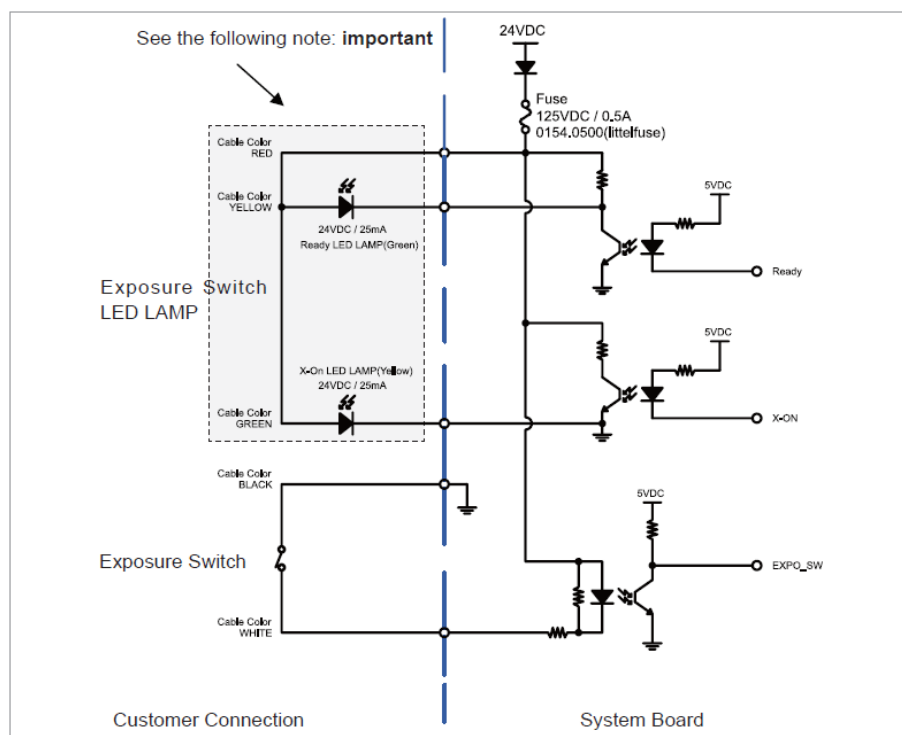 See the following note: important
24VDC
Fuse
125VDC / 0.5A
0154.0500(littelfuse)
Cable Color
RED
5VDC
Cable Color
YELLOW
24VDC / 25mA
Ready LED LAMP(Green)
Ready
Exposure Switch
LED LAMP
5VDC
X-On LED LAMP(Yellow)
24VDC / 25mA
Cable Color
GREEN
X-ON
Cable Color
BLACK
5VDC
Exposure Switch
EXPO_SW
Cable Color
WHITE
Customer Connection
System Board